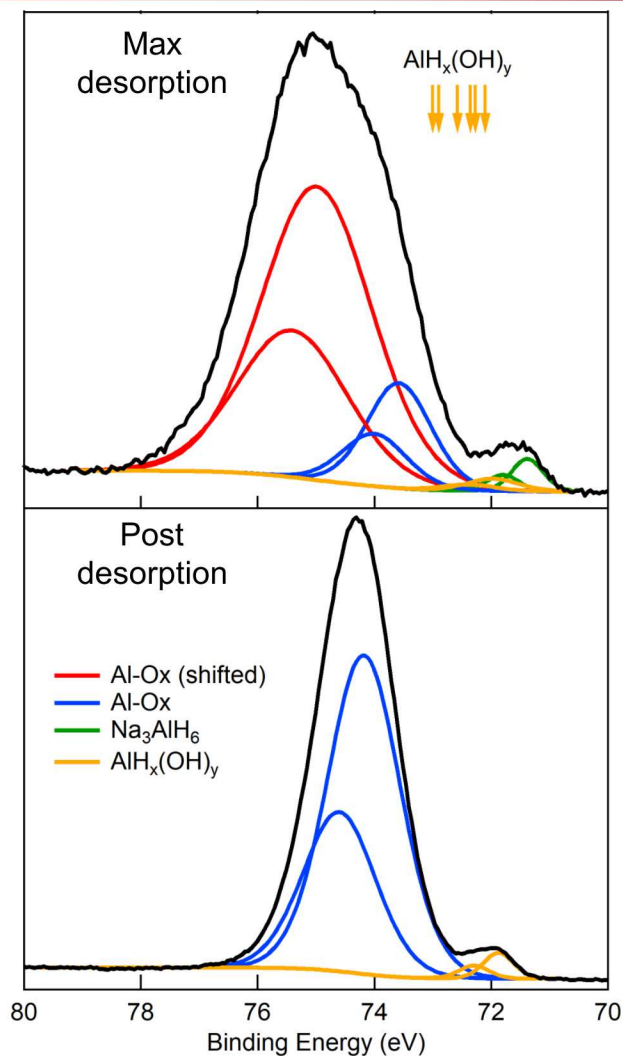 Max
desorption
AlHₓ(OH)ᵧ
Post
desorption
Al-Ox (shifted)
Al-Ox
Na₃AlH₆
AlHₓ(OH)ᵧ
80 78 76 74 72 70
Binding Energy (eV)